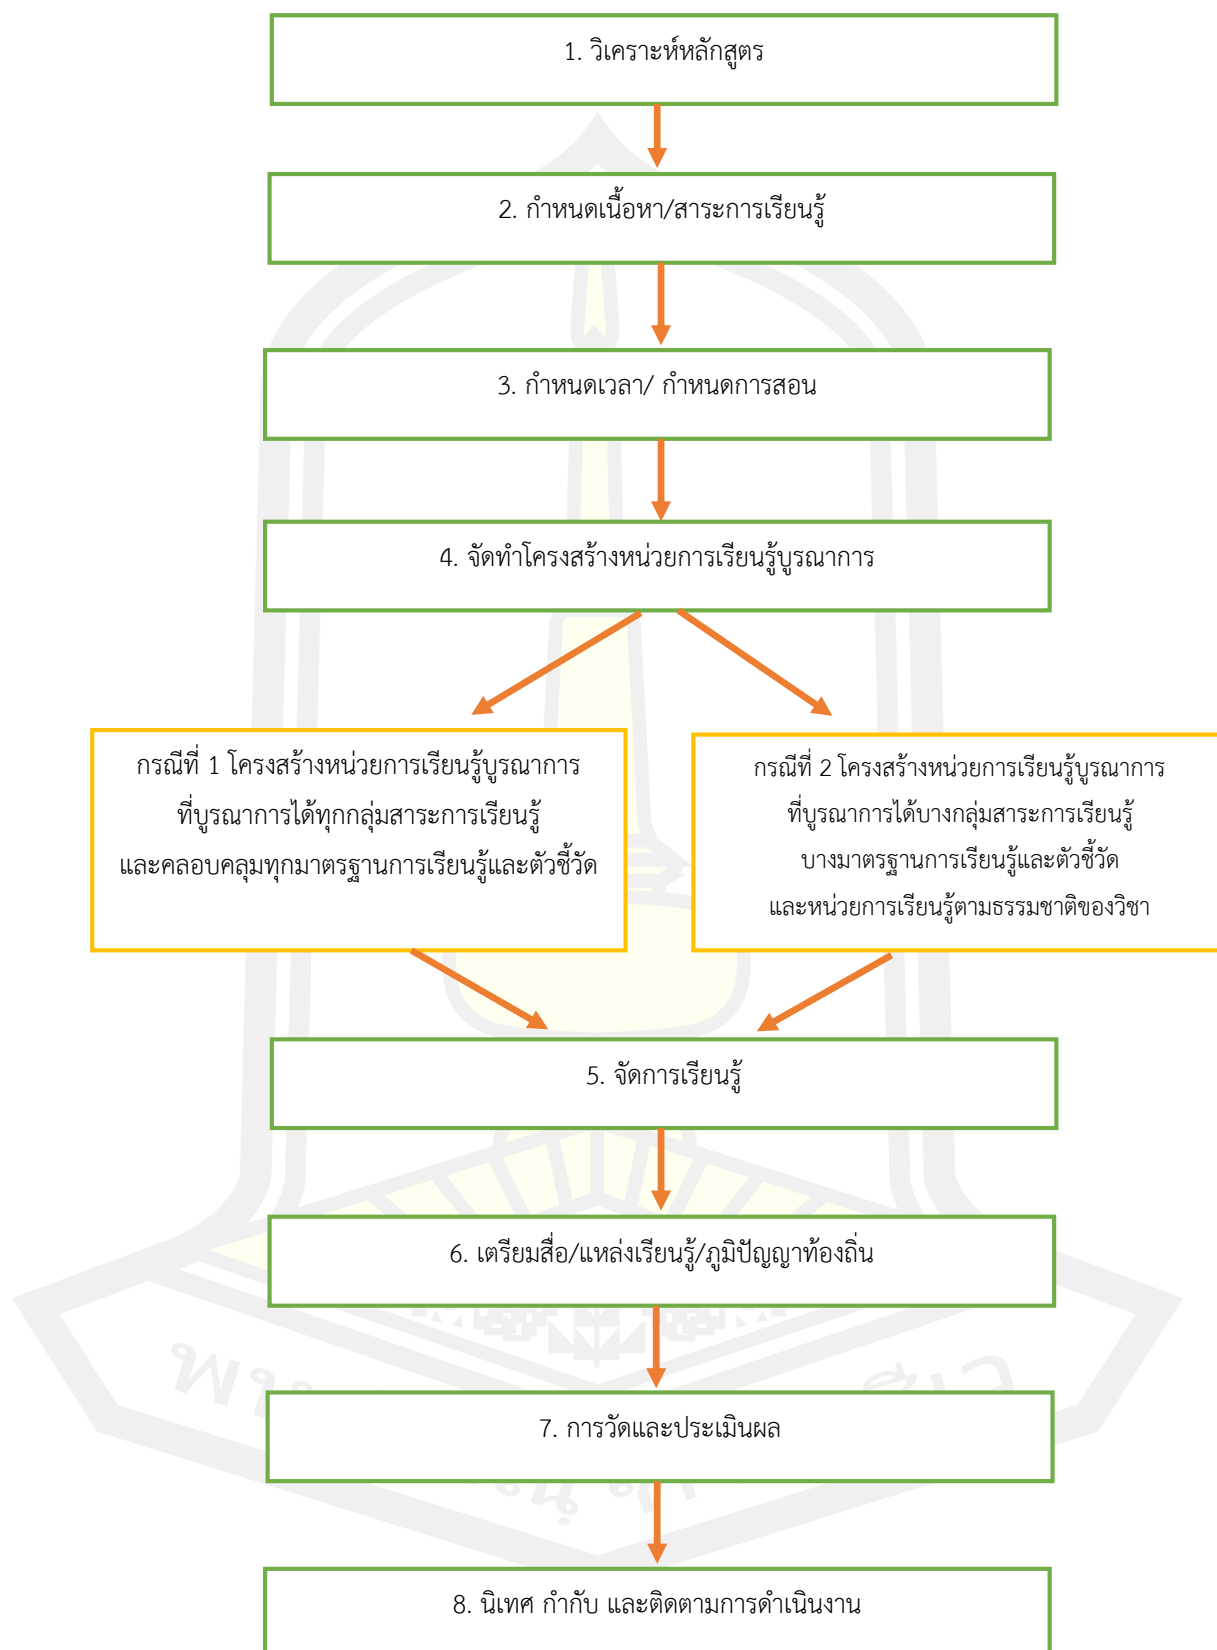 1. วิเคราะห์หลักสูตร
2. กำหนดเนื้อหา/สาระการเรียนรู้
3. กำหนดเวลา/ กำหนดการสอน
4. จัดทำโครงสร้างหน่วยการเรียนรู้บูรณาการ
กรณีที่ 1 โครงสร้างหน่วยการเรียนรู้บูรณาการ
ที่บูรณาการได้ทุกกลุ่มสาระการเรียนรู้
และคลอบคลุมทุกมาตรฐานการเรียนรู้และตัวชี้วัด
กรณีที่ 2 โครงสร้างหน่วยการเรียนรู้บูรณาการ
ที่บูรณาการได้บางกลุ่มสาระการเรียนรู้
บางมาตรฐานการเรียนรู้และตัวชี้วัด
และหน่วยการเรียนรู้ตามธรรมชาติของวิชา
5. จัดการเรียนรู้
6. เตรียมสื่อ/แหล่งเรียนรู้/ภูมิปัญญาท้องถิ่น
7. การวัดและประเมินผล
8. นิเทศ กำกับ และติดตามการดำเนินงาน